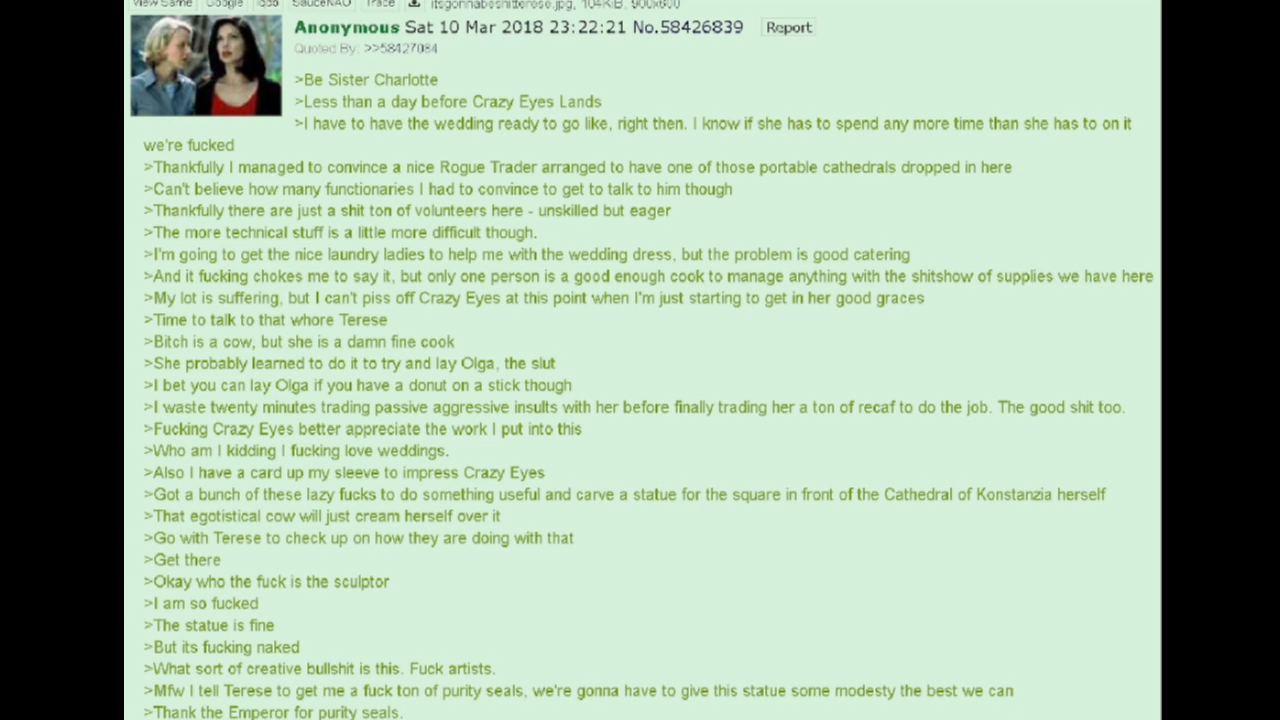 View Same Google iqdb SauceNAO Trace itsgonnabeshitterese.jpg, 104KiB, 900x600
Anonymous Sat 10 Mar 2018 23:22:21 No.58426839 Report
Quoted By: >>58427084
>Be Sister Charlotte
>Less than a day before Crazy Eyes Lands
>I have to have the wedding ready to go like, right then. I know if she has to spend any more time than she has to on it
we're fucked
>Thankfully I managed to convince a nice Rogue Trader arranged to have one of those portable cathedrals dropped in here
>Can't believe how many functionaries I had to convince to get to talk to him though
>Thankfully there are just a shit ton of volunteers here - unskilled but eager
>The more technical stuff is a little more difficult though.
>I'm going to get the nice laundry ladies to help me with the wedding dress, but the problem is good catering
>And it fucking chokes me to say it, but only one person is a good enough cook to manage anything with the shitshow of supplies we have here
>My lot is suffering, but I can't piss off Crazy Eyes at this point when I'm just starting to get in her good graces
>Time to talk to that whore Terese
>Bitch is a cow, but she is a damn fine cook
>She probably learned to do it to try and lay Olga, the slut
>I bet you can lay Olga if you have a donut on a stick though
>I waste twenty minutes trading passive aggressive insults with her before finally trading her a ton of recaf to do the job. The good shit too.
>Fucking Crazy Eyes better appreciate the work I put into this
>Who am I kidding I fucking love weddings.
>Also I have a card up my sleeve to impress Crazy Eyes
>Got a bunch of these lazy fucks to do something useful and carve a statue for the square in front of the Cathedral of Konstanzia herself
>That egotistical cow will just cream herself over it
>Go with Terese to check up on how they are doing with that
>Get there
>Okay who the fuck is the sculptor
>I am so fucked
>The statue is fine
>But its fucking naked
>What sort of creative bullshit is this. Fuck artists.
>Mfw I tell Terese to get me a fuck ton of purity seals, we're gonna have to give this statue some modesty the best we can
>Thank the Emperor for purity seals.